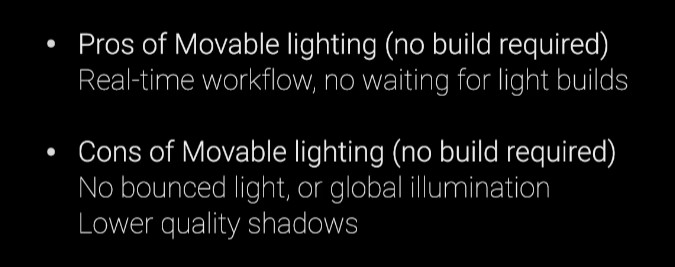 • Pros of Movable lighting (no build required)
Real-time workflow, no waiting for light builds
• Cons of Movable lighting (no build required)
No bounced light, or global illumination
Lower quality shadows